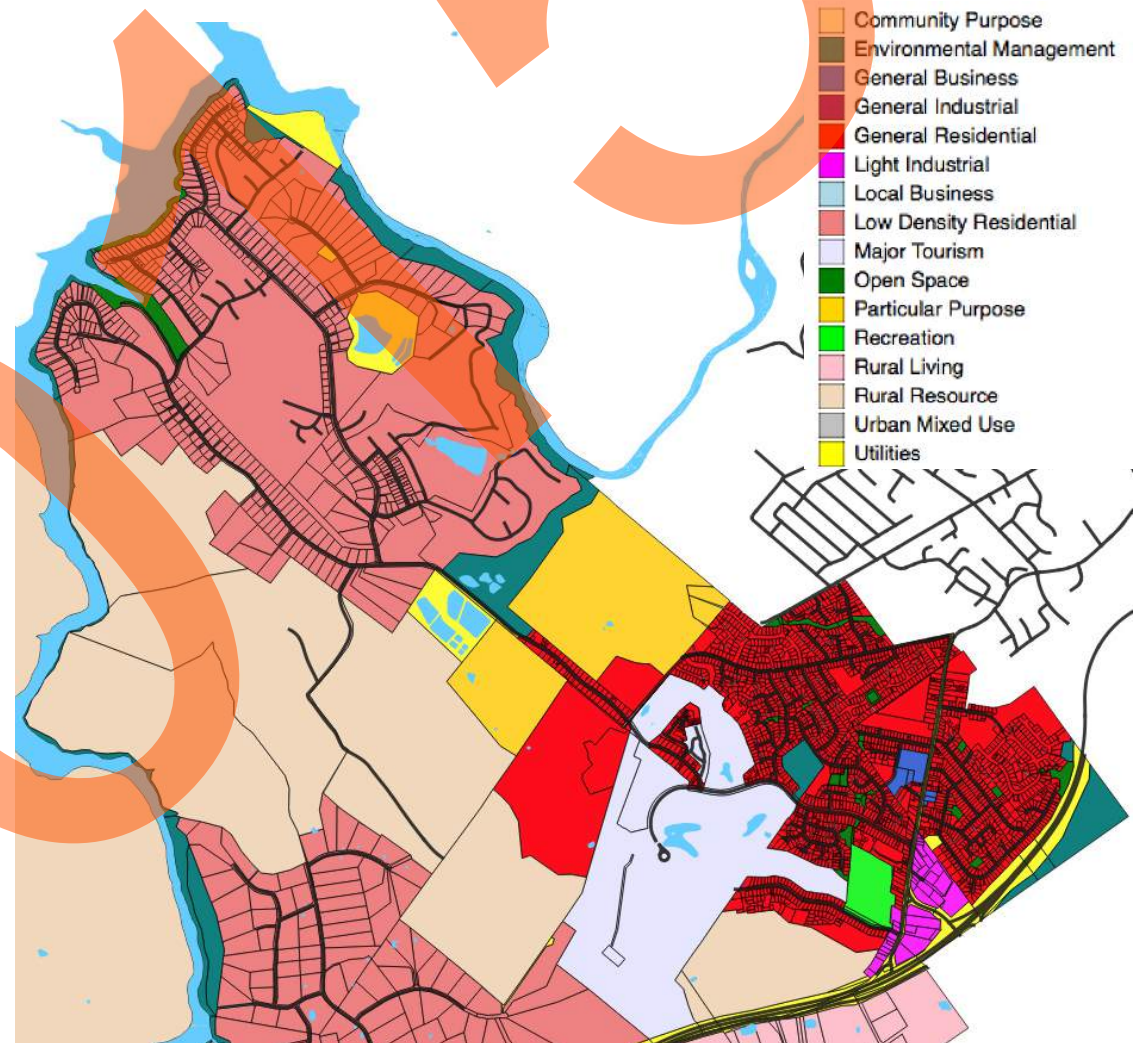 Community Purpose
Environmental Management
General Business
General Industrial
General Residential
Light Industrial
Local Business
Low Density Residential
Major Tourism
Open Space
Particular Purpose
Recreation
Rural Living
Rural Resource
Urban Mixed Use
Utilities